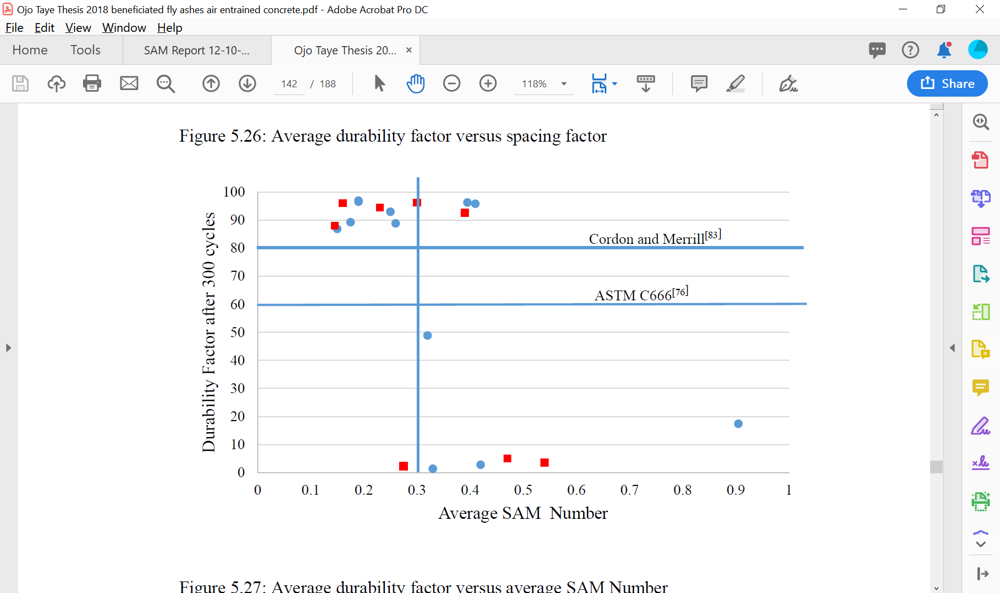 Ojo Taye Thesis 2018 beneficiated fly ashes air entrained concrete.pdf - Adobe Acrobat Pro DC
File Edit View Window Help
Home Tools SAM Report 12-10-... Ojo Taye Thesis 20... ×
142 / 188 118% Share
Figure 5.26: Average durability factor versus spacing factor
Durability Factor after 300 cycles
100
90
80
70
60
50
40
30
20
10
0
Cordon and Merrill[83]
ASTM C666[76]
0 0.1 0.2 0.3 0.4 0.5 0.6 0.7 0.8 0.9 1
Average SAM Number
Figure 5.27: Average durability factor versus average SAM Number